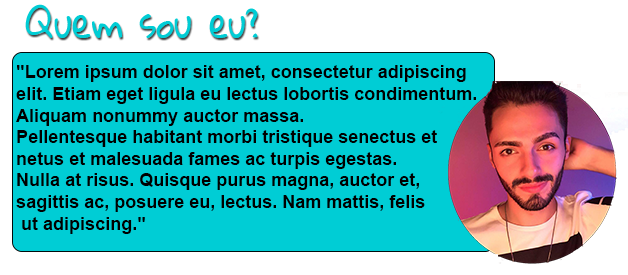 Quem sou eu?
"Lorem ipsum dolor sit amet, consectetur adipiscing
elit. Etiam eget ligula eu lectus lobortis condimentum.
Aliquam nonummy auctor massa.
Pellentesque habitant morbi tristique senectus et
netus et malesuada fames ac turpis egestas.
Nulla at risus. Quisque purus magna, auctor et,
sagittis ac, posuere eu, lectus. Nam mattis, felis
ut adipiscing."